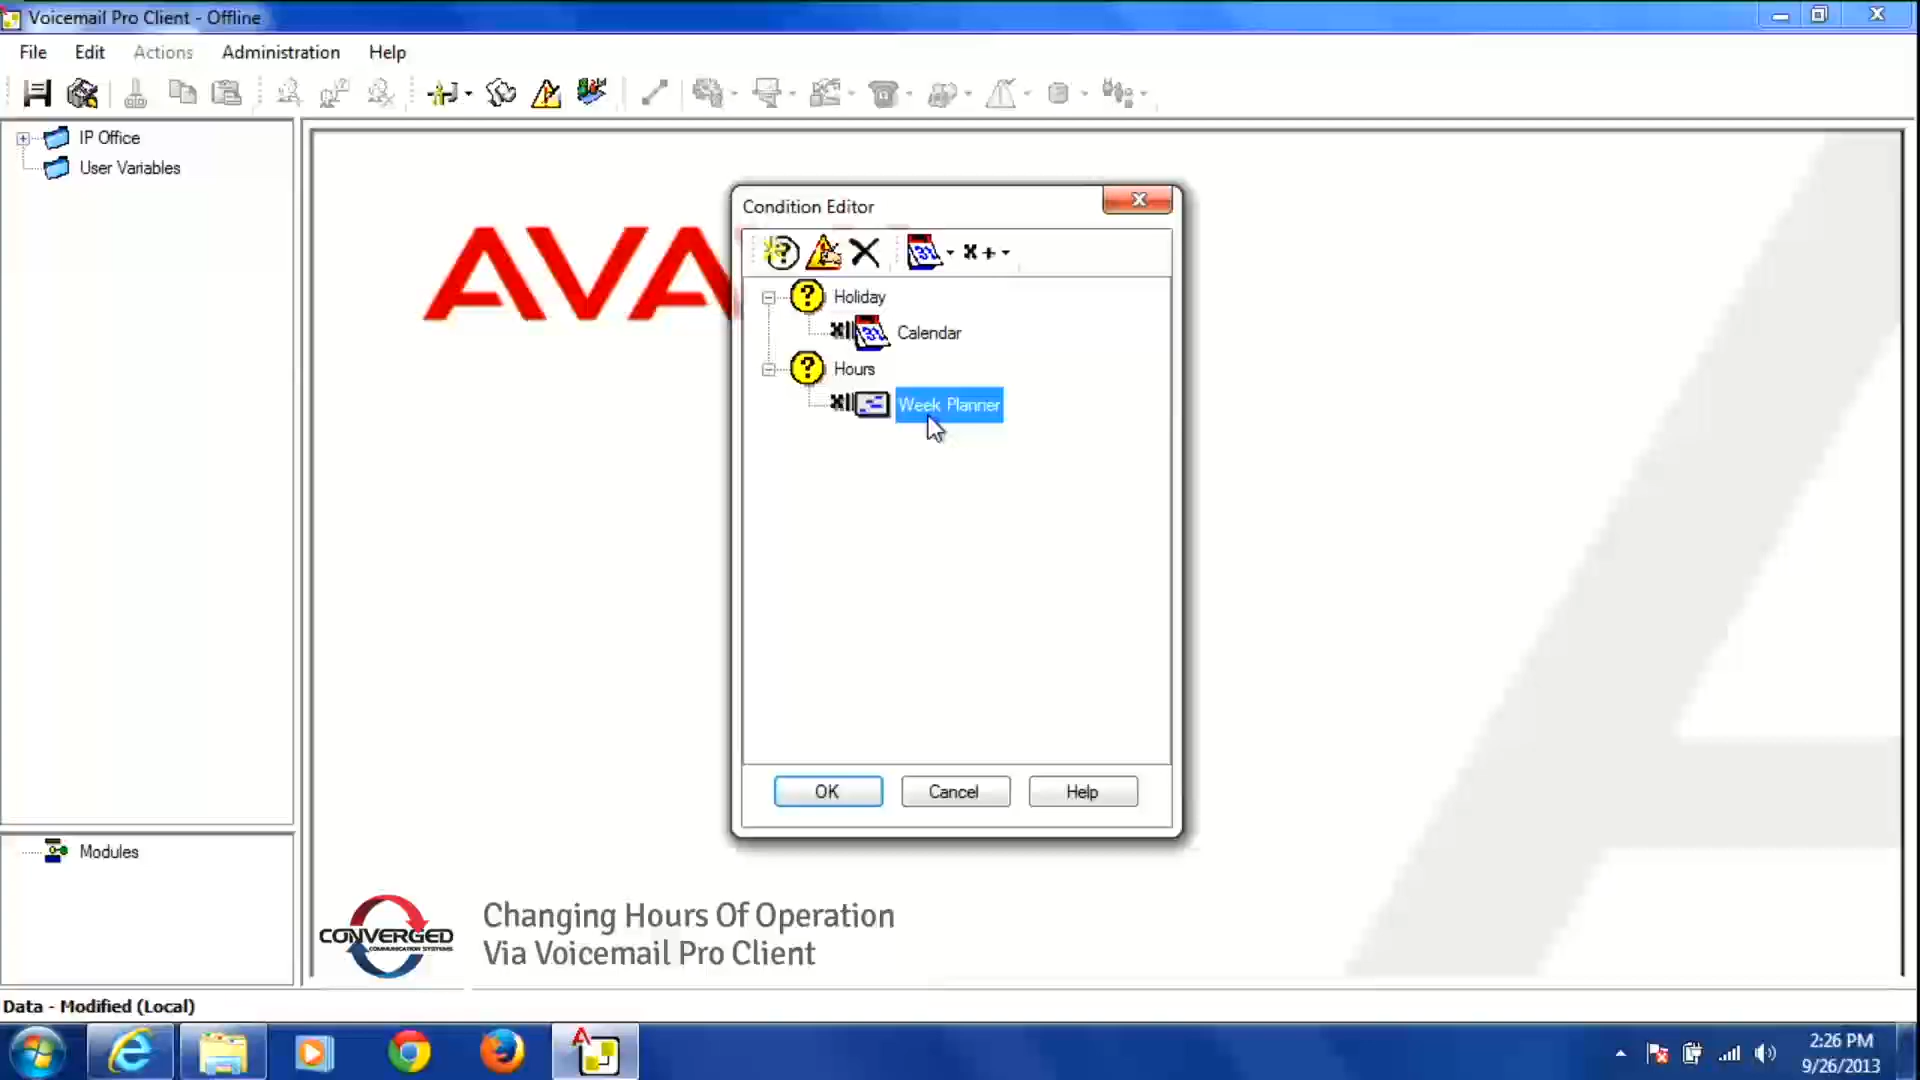 Voicemail Pro Client - Offline
File Edit Actions Administration Help
IP Office
User Variables
AVA
Condition Editor
Holiday
Calendar
Hours
Week Planner
OK Cancel Help
Modules
CONVERGED
COMMUNICATION SYSTEMS
Changing Hours Of Operation
Via Voicemail Pro Client
Data - Modified (Local)
2:26 PM
9/26/2013